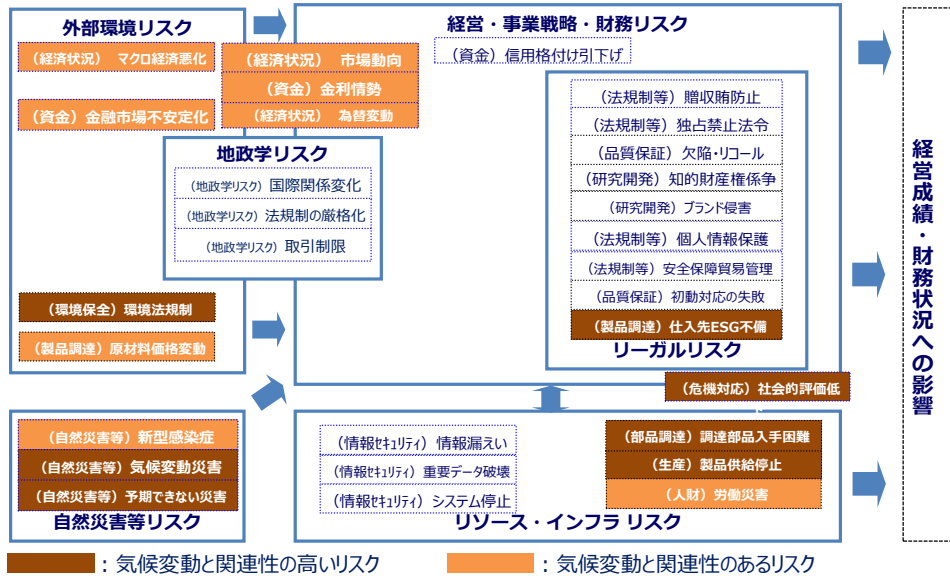 外部環境リスク
（経済状況） マクロ経済悪化
（資金）金融市場不安定化
（経済状況） 市場動向
（資金）金利情勢
（経済状況） 為替変動
地政学リスク
（地政学リスク）国際関係変化
（地政学リスク）法規制の厳格化
（地政学リスク）取引制限
（環境保全）環境法規制
（製品調達）原材料価格変動
経営・事業戦略・財務リスク
（資金）信用格付け引下げ
（法規制等）贈収賄防止
（法規制等）独占禁止法令
（品質保証）欠陥・リコール
（研究開発）知的財産権係争
（研究開発）ブランド侵害
（法規制等）個人情報保護
（法規制等）安全保障貿易管理
（品質保証）初動対応の失敗
（製品調達）仕入先ESG不備
リーガルリスク
（危機対応）社会的評価低
（自然災害等）新型感染症
（自然災害等）気候変動災害
（自然災害等）予期できない災害
自然災害等リスク
（情報ｾｷｭﾘﾃｨ）情報漏えい
（情報ｾｷｭﾘﾃｨ）重要データ破壊
（情報ｾｷｭﾘﾃｨ）システム停止
（部品調達）調達部品入手困難
（生産）製品供給停止
（人財）労働災害
リソース・インフラ リスク
経営成績・財務状況への影響
：気候変動と関連性の高いリスク
：気候変動と関連性のあるリスク